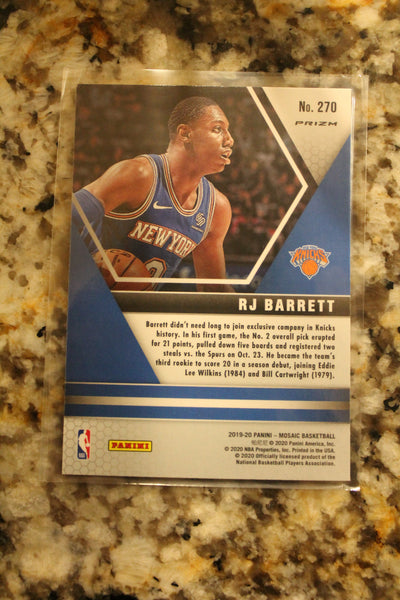 No. 270
PRIZM
NEW YORK
KNICKS
RJ BARRETT
Barrett didn't need long to join exclusive company in Knicks
history. In his first game, the No. 2 overall pick erupted
for 21 points, pulled down five boards and registered two
steals vs. the Spurs on Oct. 23. He became the team's
third rookie to score 20 in a season debut, joining Eddie
Lee Wilkins (1984) and Bill Cartwright (1979).
2019-20 PANINI – MOSAIC BASKETBALL
© 2020 Panini America, Inc.
© 2020 NBA Properties, Inc. Printed in the USA.
© 2020 Officially licensed product of the
National Basketball Players Association.
NBA
PANINI